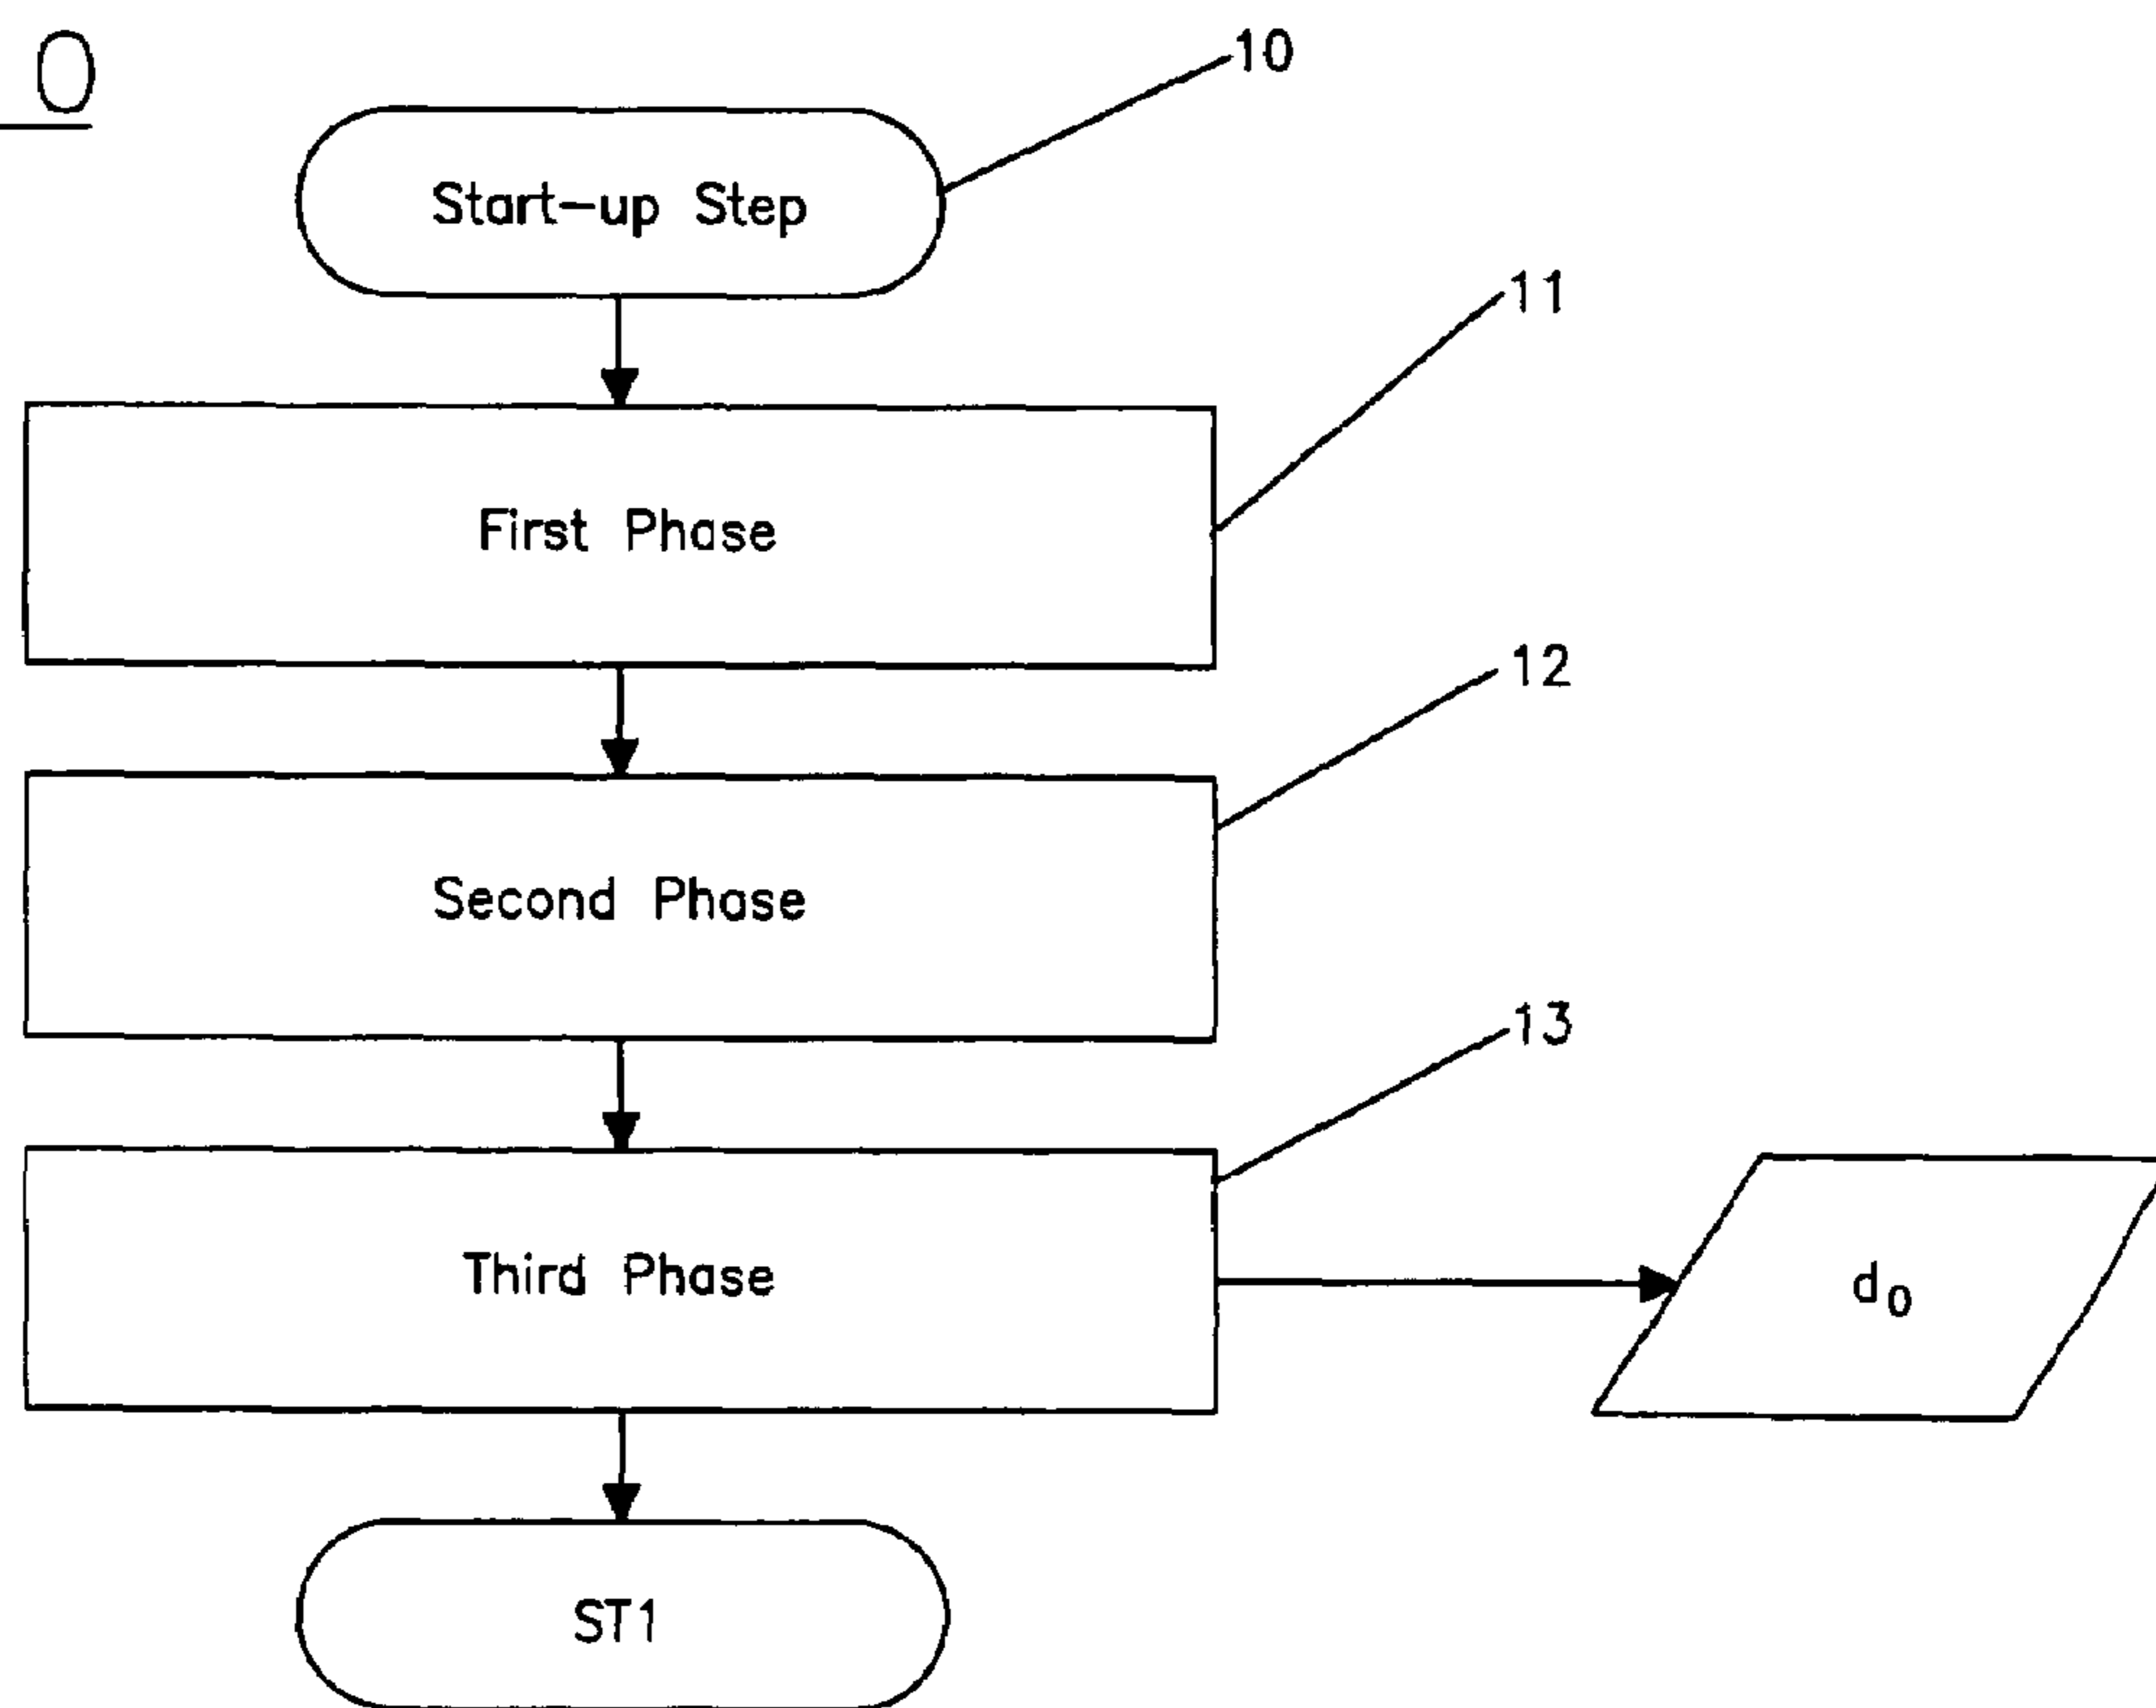 0
10
Start-up Step
11
First Phase
12
Second Phase
13
Third Phase
d0
ST1